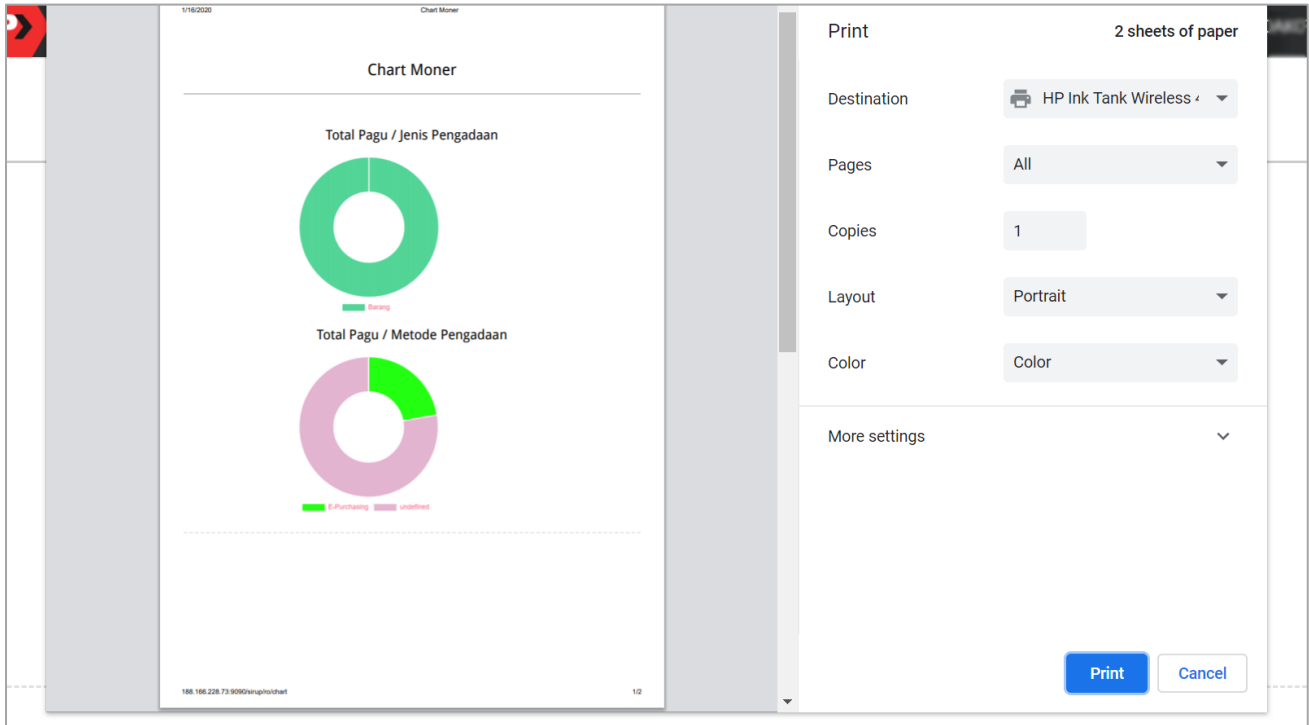 1/16/2020 Chart Moner
Chart Moner
Total Pagu / Jenis Pengadaan
Barang
Total Pagu / Metode Pengadaan
E-Purchasing undefined
188.166.228.73:9090/sirup/ro/chart 1/2
Print 2 sheets of paper
Destination HP Ink Tank Wireless
Pages All
Copies 1
Layout Portrait
Color Color
More settings
Print Cancel